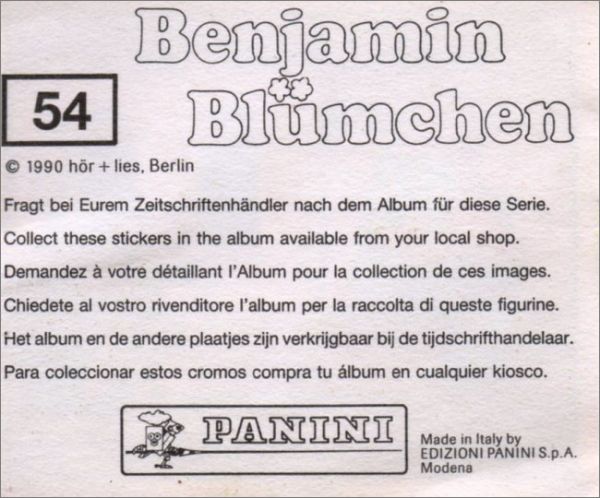 Benjamin
Blümchen
54
© 1990 hör + lies, Berlin
Fragt bei Eurem Zeitschriftenhändler nach dem Album für diese Serie.
Collect these stickers in the album available from your local shop.
Demandez à votre détaillant l'Album pour la collection de ces images.
Chiedete al vostro rivenditore l'album per la raccolta di queste figurine.
Het album en de andere plaatjes zijn verkrijgbaar bij de tijdschrifthandelaar.
Para coleccionar estos cromos compra tu álbum en cualquier kiosco.
PANINI
Made in Italy by
EDIZIONI PANINI S.p.A.
Modena